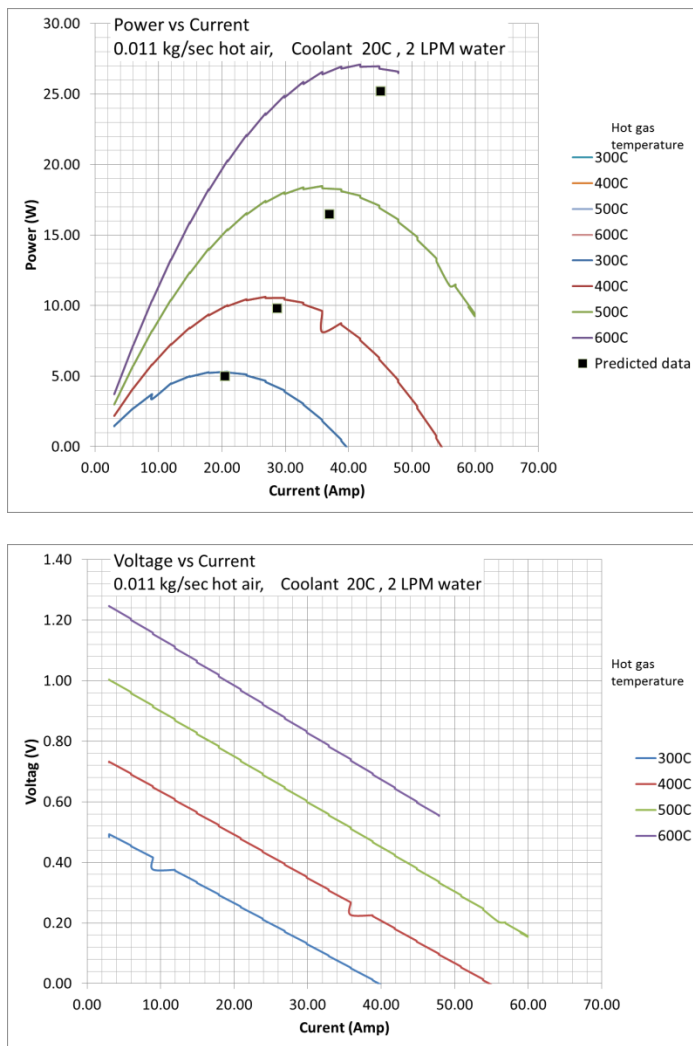 Power vs Current
0.011 kg/sec hot air,    Coolant  20C , 2 LPM water
30.00
25.00
20.00
15.00
10.00
5.00
0.00
Power (W)
0.00 10.00 20.00 30.00 40.00 50.00 60.00 70.00
Current (Amp)
Hot gas
temperature
300C
400C
500C
600C
300C
400C
500C
600C
Predicted data
Voltage vs Current
0.011 kg/sec hot air,    Coolant  20C , 2 LPM water
1.40
1.20
1.00
0.80
0.60
0.40
0.20
0.00
Voltag (V)
0.00 10.00 20.00 30.00 40.00 50.00 60.00 70.00
Curent (Amp)
Hot gas
temperature
300C
400C
500C
600C